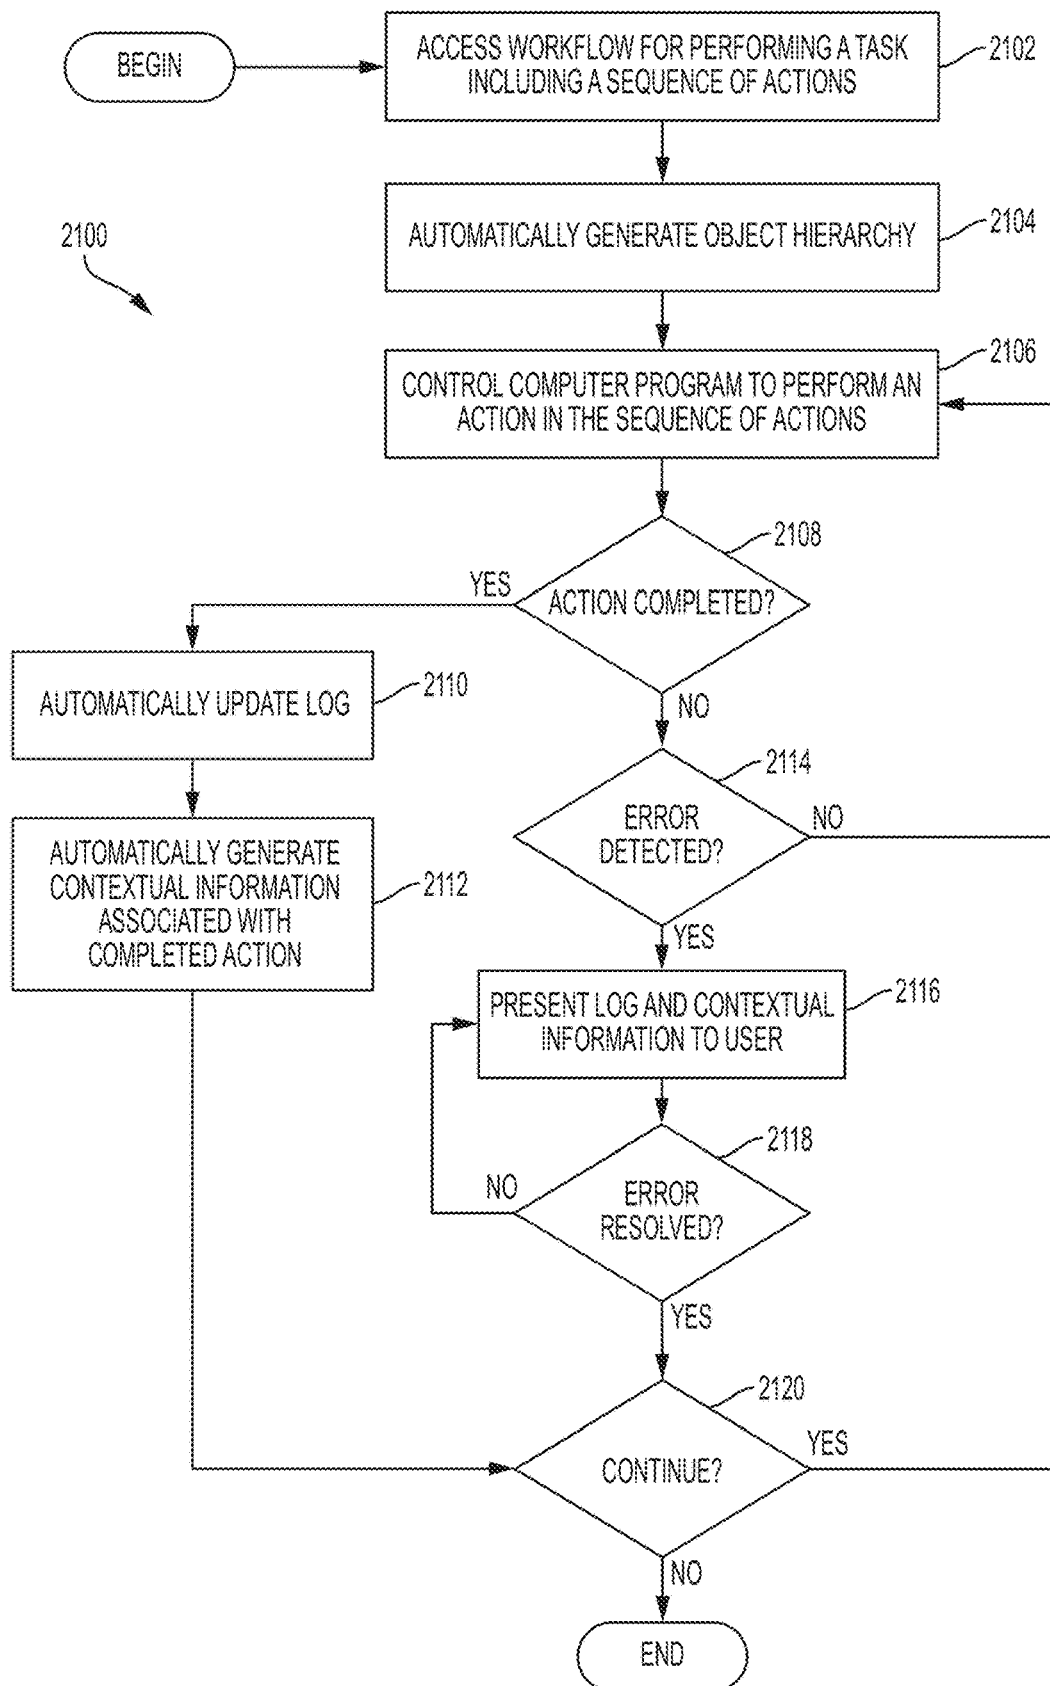 BEGIN
ACCESS WORKFLOW FOR PERFORMING A TASK
INCLUDING A SEQUENCE OF ACTIONS
2102
2100
AUTOMATICALLY GENERATE OBJECT HIERARCHY
2104
CONTROL COMPUTER PROGRAM TO PERFORM AN
ACTION IN THE SEQUENCE OF ACTIONS
2106
ACTION COMPLETED?
2108
YES
NO
AUTOMATICALLY UPDATE LOG
2110
AUTOMATICALLY GENERATE
CONTEXTUAL INFORMATION
ASSOCIATED WITH
COMPLETED ACTION
2112
ERROR
DETECTED?
2114
NO
YES
PRESENT LOG AND CONTEXTUAL
INFORMATION TO USER
2116
ERROR
RESOLVED?
2118
NO
YES
CONTINUE?
2120
YES
NO
END